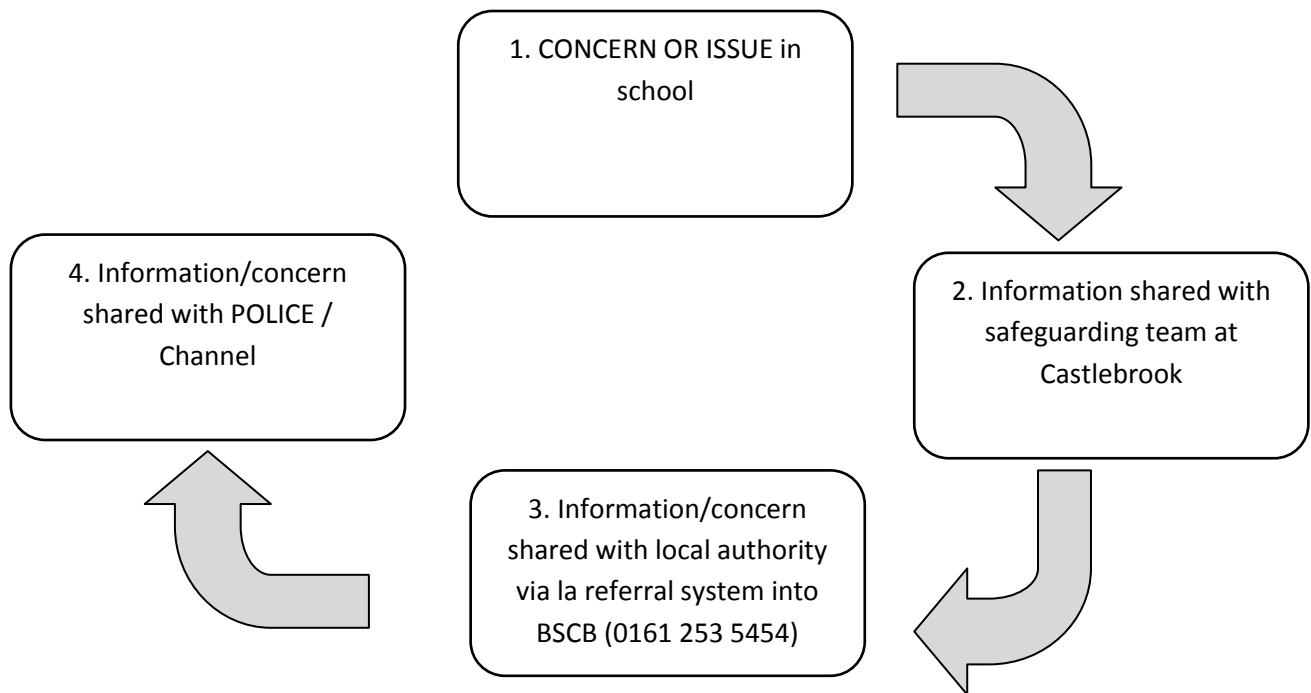 1. CONCERN OR ISSUE in
school
2. Information shared with
safeguarding team at
Castlebrook
3. Information/concern
shared with local authority
via la referral system into
BSCB (0161 253 5454)
4. Information/concern
shared with POLICE /
Channel